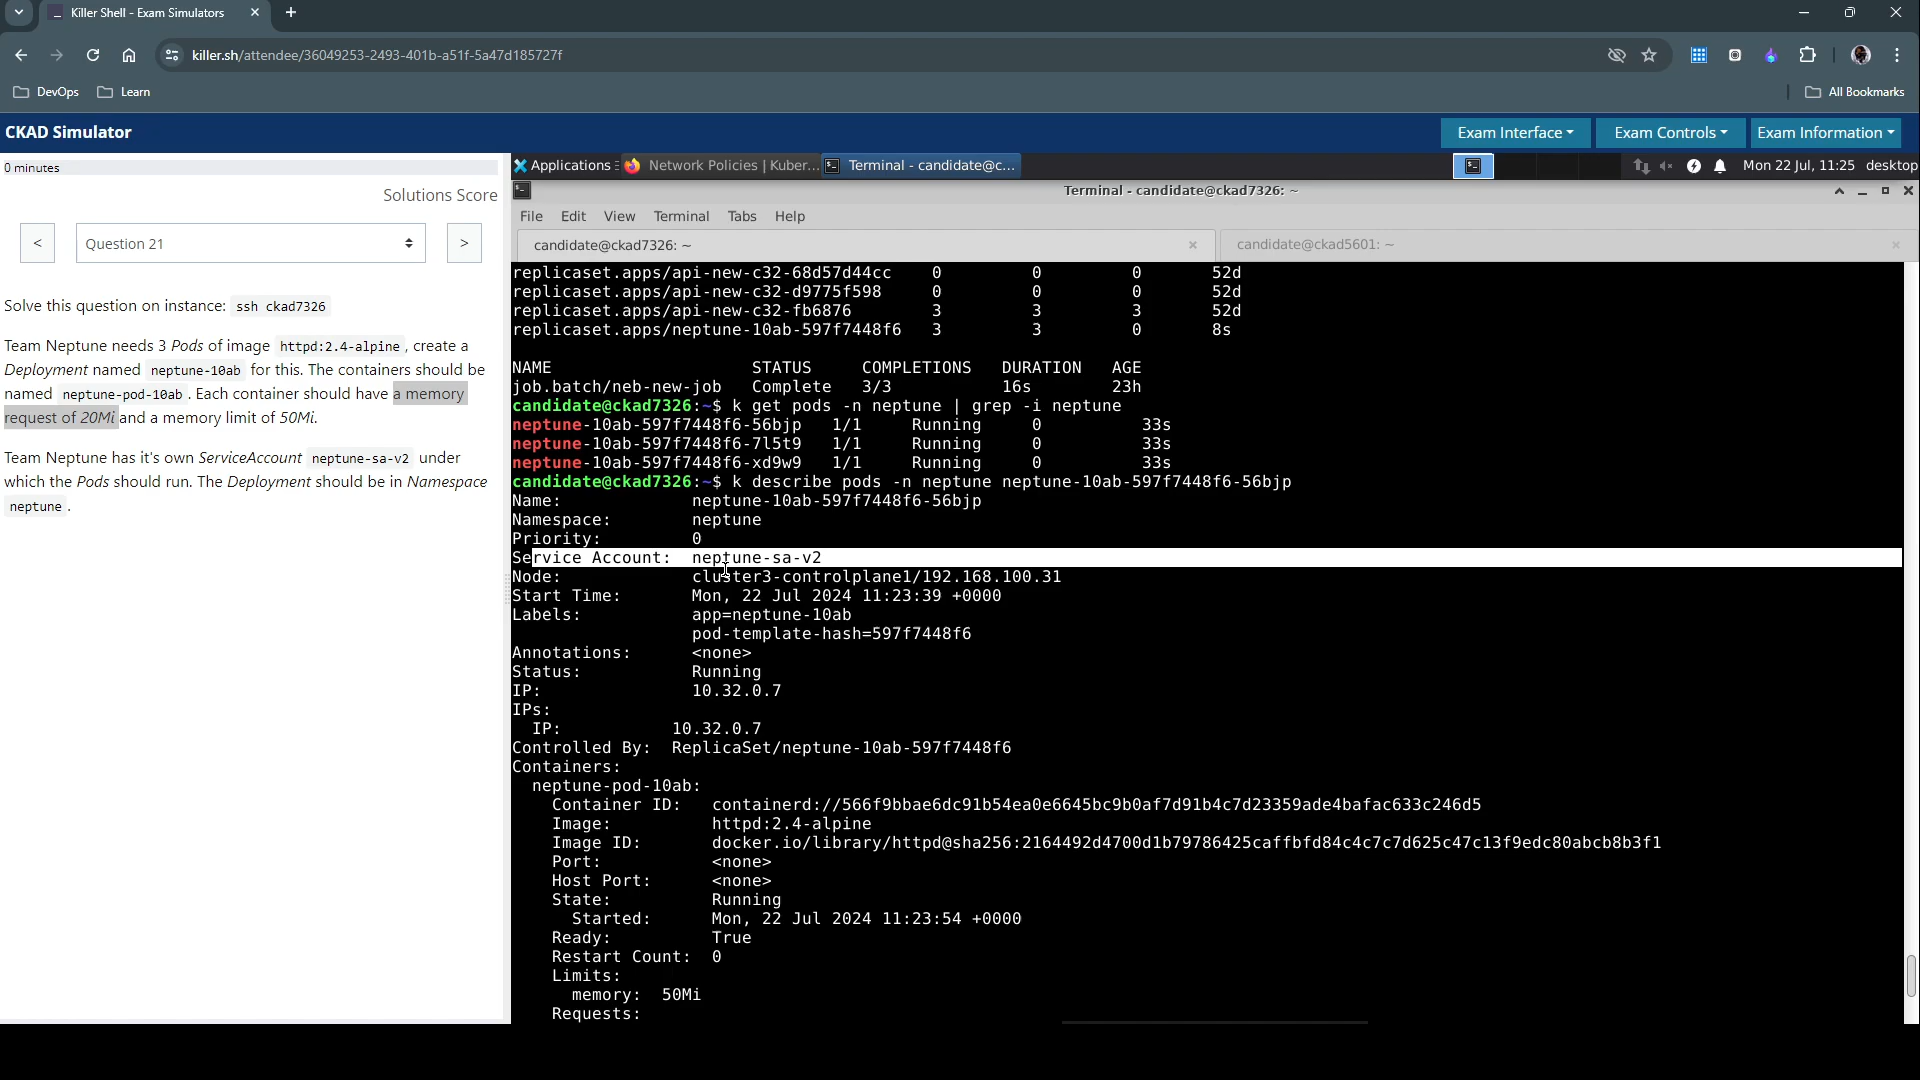 Killer Shell - Exam Simulators
killer.sh/attendee/36049253-2493-401b-a51f-5a47d185727f
DevOps
Learn
All Bookmarks
CKAD Simulator
Exam Interface
Exam Controls
Exam Information
0 minutes
Solutions Score
<
Question 21
>
Solve this question on instance: ssh ckad7326
Team Neptune needs 3 Pods of image httpd:2.4-alpine, create a
Deployment named neptune-10ab for this. The containers should be
named neptune-pod-10ab. Each container should have a memory
request of 20Mi and a memory limit of 50Mi.
Team Neptune has it's own ServiceAccount neptune-sa-v2 under
which the Pods should run. The Deployment should be in Namespace
neptune.
Applications
Network Policies | Kuber...
Terminal - candidate@c...
Mon 22 Jul, 11:25 desktop
Terminal - candidate@ckad7326: ~
File Edit View Terminal Tabs Help
candidate@ckad7326: ~
candidate@ckad5601: ~
replicaset.apps/api-new-c32-68d57d44cc 0 0 0 52d
replicaset.apps/api-new-c32-d9775f598 0 0 0 52d
replicaset.apps/api-new-c32-fb6876 3 3 3 52d
replicaset.apps/neptune-10ab-597f7448f6 3 3 0 8s
NAME STATUS COMPLETIONS DURATION AGE
job.batch/neb-new-job Complete 3/3 16s 23h
candidate@ckad7326:~$ k get pods -n neptune | grep -i neptune
neptune-10ab-597f7448f6-56bjp 1/1 Running 0 33s
neptune-10ab-597f7448f6-7l5t9 1/1 Running 0 33s
neptune-10ab-597f7448f6-xd9w9 1/1 Running 0 33s
candidate@ckad7326:~$ k describe pods -n neptune neptune-10ab-597f7448f6-56bjp
Name: neptune-10ab-597f7448f6-56bjp
Namespace: neptune
Priority: 0
Service Account: neptune-sa-v2
Node: cluster3-controlplane1/192.168.100.31
Start Time: Mon, 22 Jul 2024 11:23:39 +0000
Labels: app=neptune-10ab
pod-template-hash=597f7448f6
Annotations: <none>
Status: Running
IP: 10.32.0.7
IPs:
IP: 10.32.0.7
Controlled By: ReplicaSet/neptune-10ab-597f7448f6
Containers:
neptune-pod-10ab:
Container ID: containerd://566f9bbae6dc91b54ea0e6645bc9b0af7d91b4c7d23359ade4bafac633c246d5
Image: httpd:2.4-alpine
Image ID: docker.io/library/httpd@sha256:2164492d4700d1b79786425caffbfd84c4c7c7d625c47c13f9edc80abcb8b3f1
Port: <none>
Host Port: <none>
State: Running
Started: Mon, 22 Jul 2024 11:23:54 +0000
Ready: True
Restart Count: 0
Limits:
memory: 50Mi
Requests: